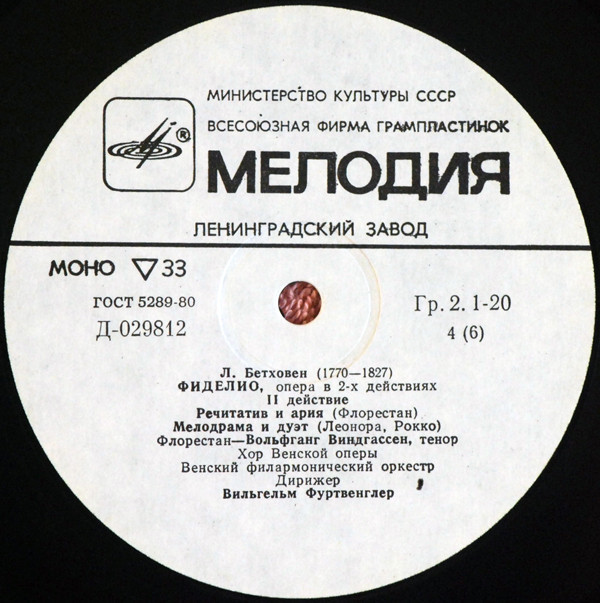 МИНИСТЕРСТВО КУЛЬТУРЫ СССР
ВСЕСОЮЗНАЯ ФИРМА ГРАМПЛАСТИНОК
®
МЕЛОДИЯ
ЛЕНИНГРАДСКИЙ ЗАВОД
МОНО ▽ 33
ГОСТ 5289-80
Гр. 2. 1-20
Д-029812
4 (6)
Л. Бетховен (1770—1827)
ФИДЕЛИО, опера в 2-х действиях
II действие
Речитатив и ария (Флорестан)
Мелодрама и дуэт (Леонора, Рокко)
Флорестан—Вольфганг Виндгассен, тенор
Хор Венской оперы
Венский филармонический оркестр
Дирижер
Вильгельм Фуртвенглер